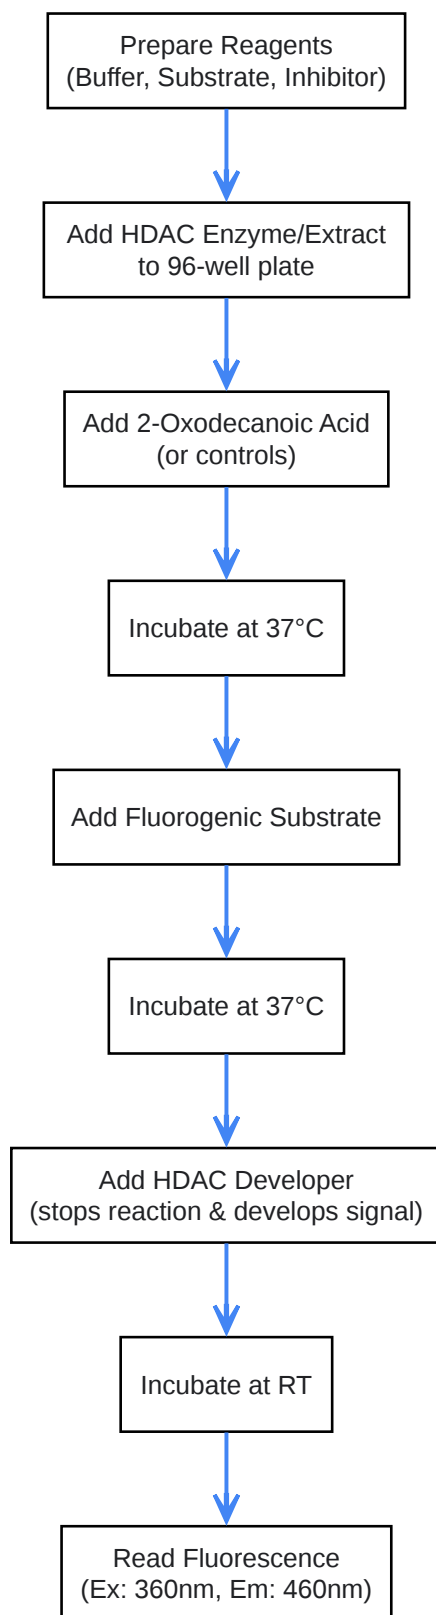 Prepare Reagents
(Buffer, Substrate, Inhibitor)
Add HDAC Enzyme/Extract
to 96-well plate
Add 2-Oxodecanoic Acid
(or controls)
Incubate at 37°C
Add Fluorogenic Substrate
Incubate at 37°C
Add HDAC Developer
(stops reaction & develops signal)
Incubate at RT
Read Fluorescence
(Ex: 360nm, Em: 460nm)